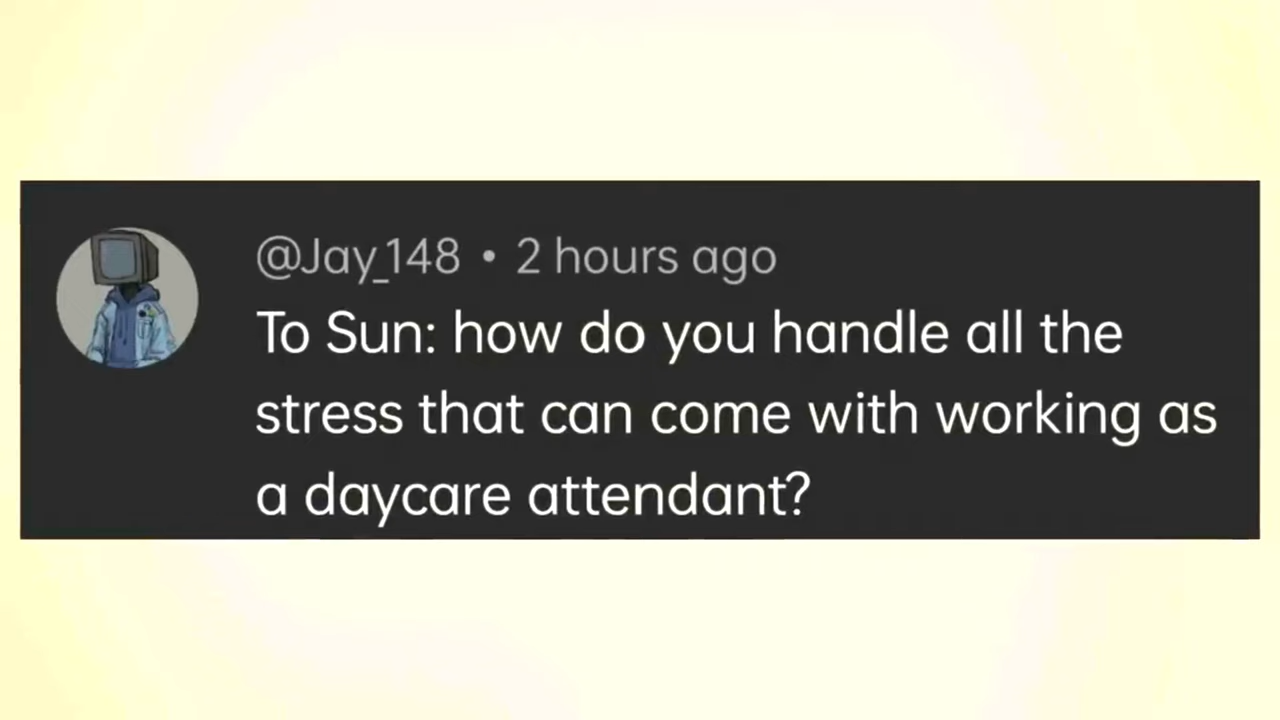 @Jay_148 • 2 hours ago
To Sun: how do you handle all the
stress that can come with working as
a daycare attendant?